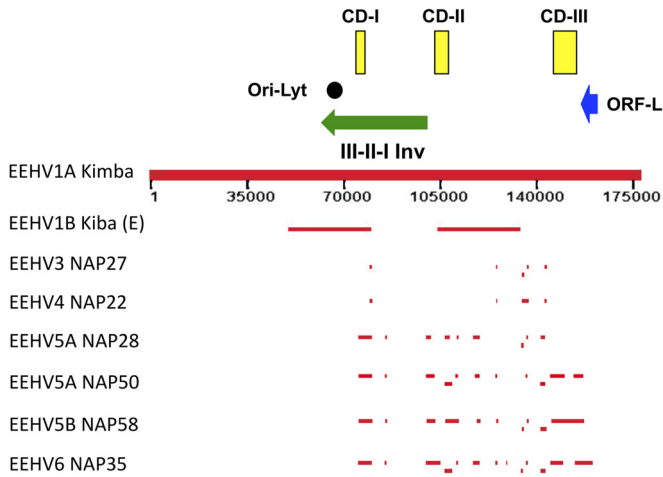 CD-I CD-II CD-III
Ori-Lyt ORF-L
III-II-I Inv
EEHV1A Kimba
1 35000 70000 105000 140000 175000
EEHV1B Kiba (E)
EEHV3 NAP27
EEHV4 NAP22
EEHV5A NAP28
EEHV5A NAP50
EEHV5B NAP58
EEHV6 NAP35